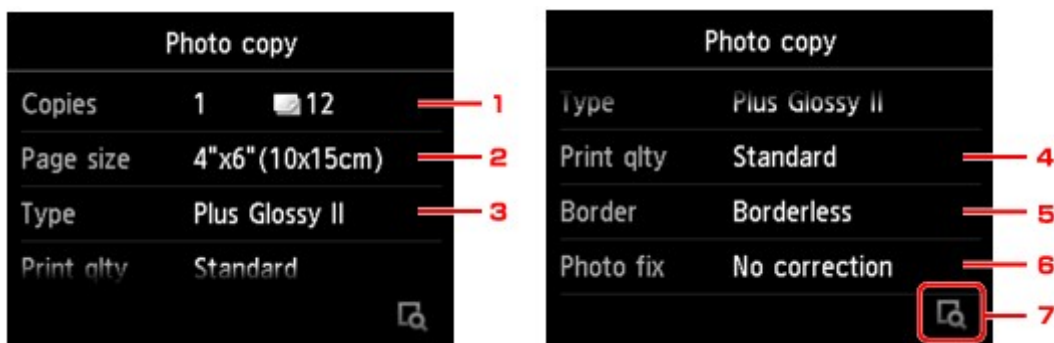 Photo copy
Copies 1 12 1
Page size 4"x6"(10x15cm) 2
Type Plus Glossy II 3
Print qlty Standard
Photo copy
Type Plus Glossy II
Print qlty Standard 4
Border Borderless 5
Photo fix No correction 6
7